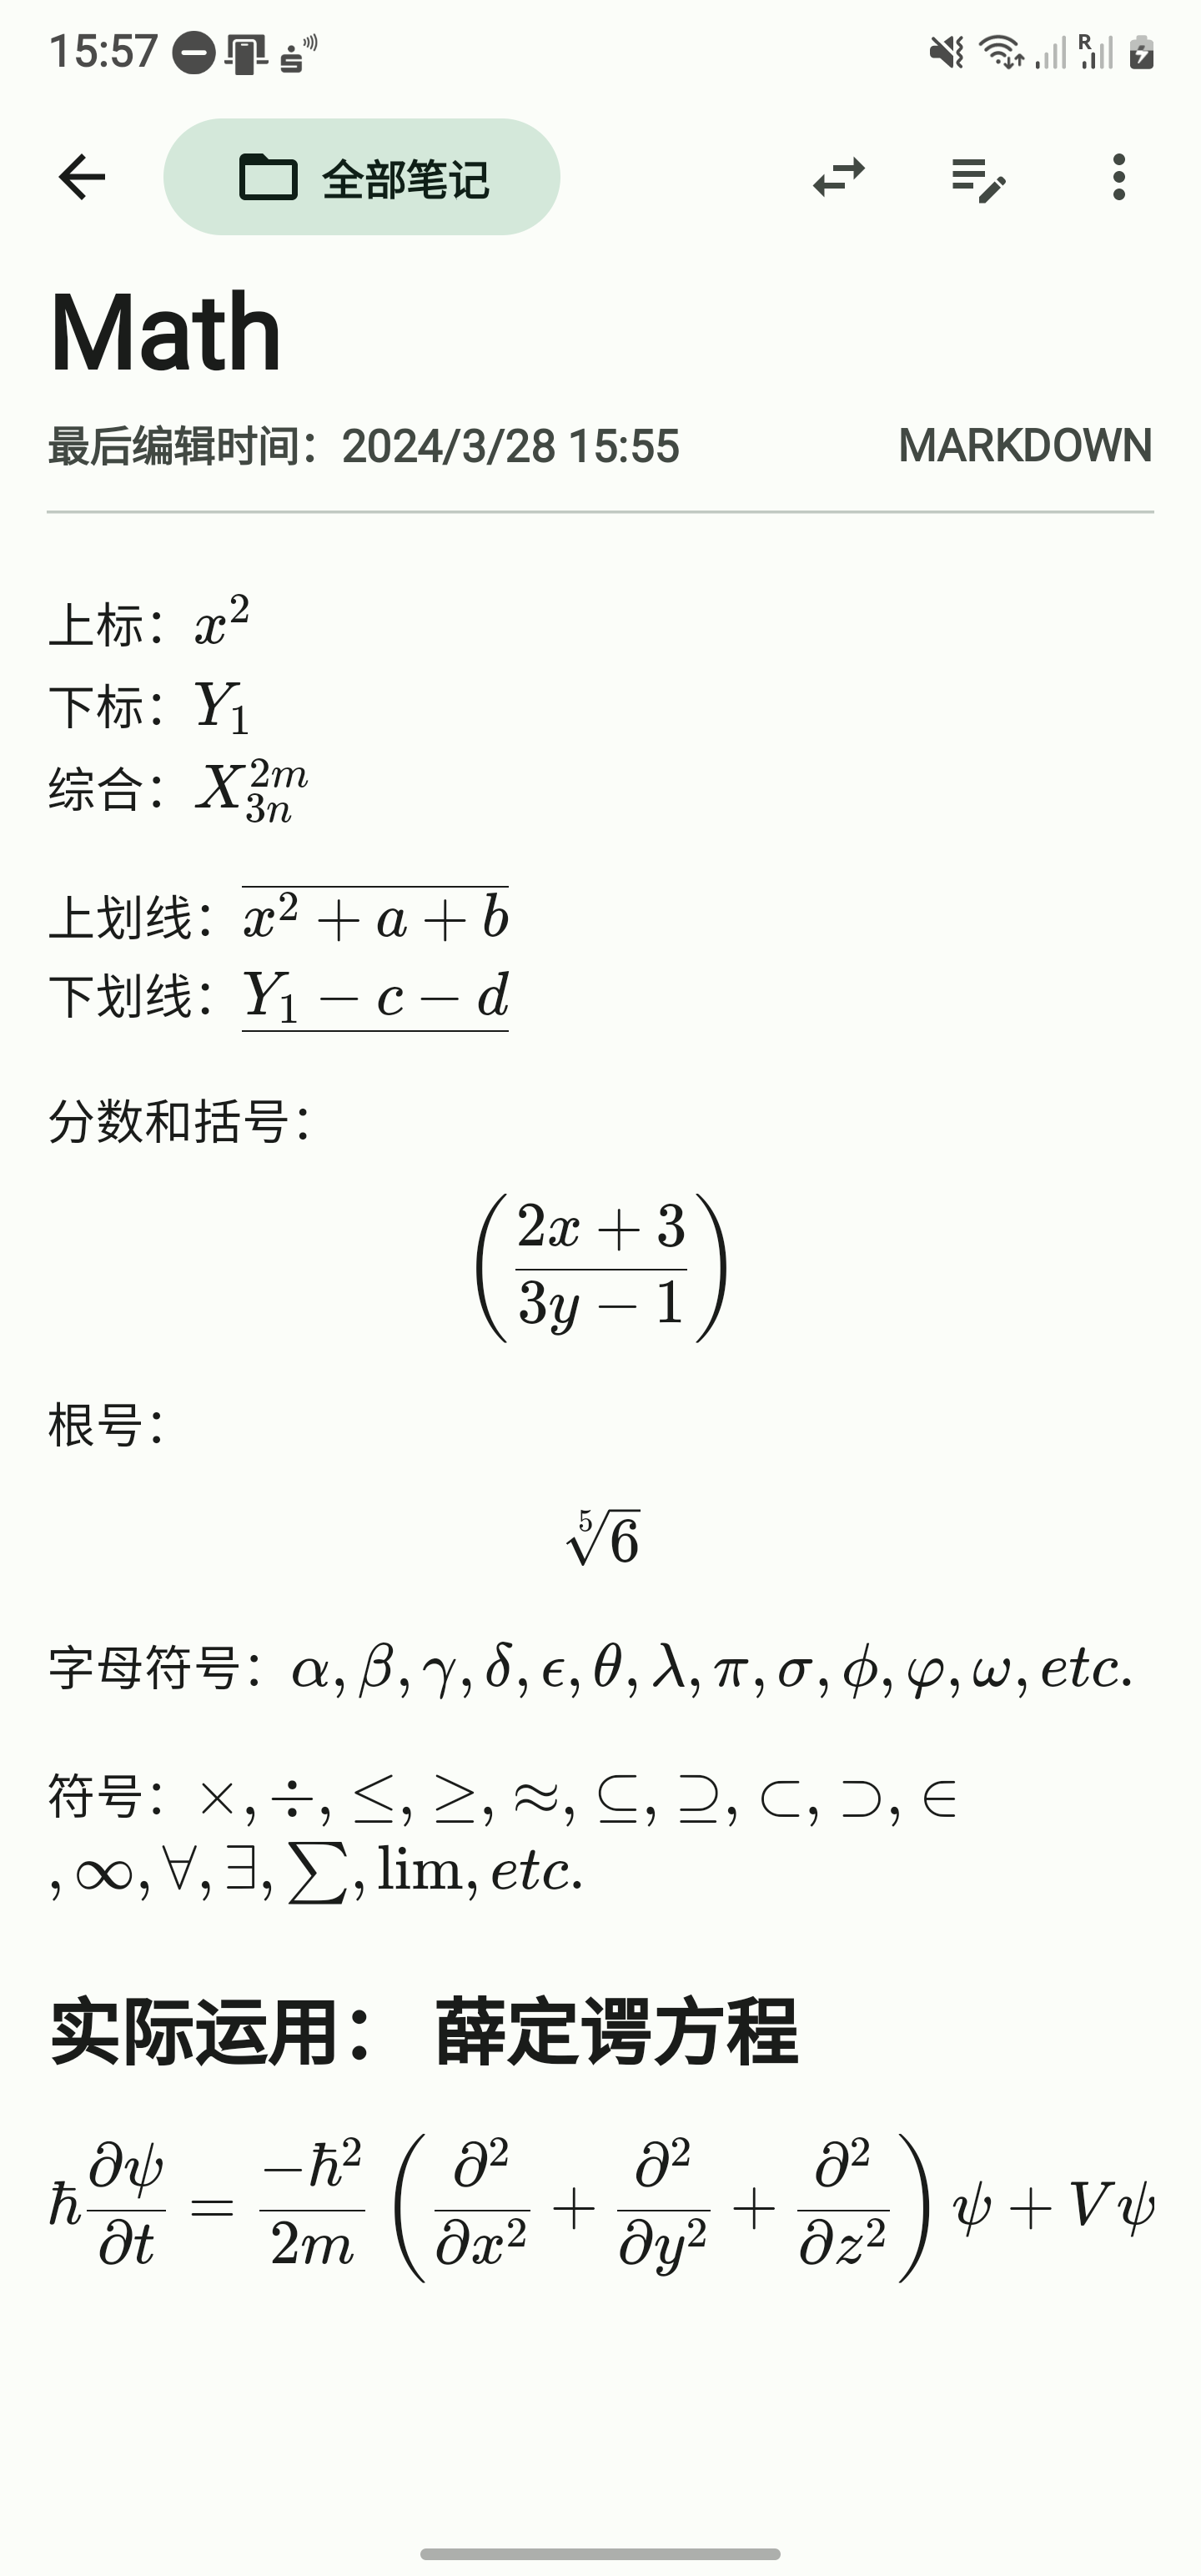 15:57
全部笔记
Math
最后编辑时间：2024/3/28 15:55 MARKDOWN
上标：$x^2$
下标：$Y_1$
综合：$X_{3n}^{2m}$
上划线：$\overline{x^2+a+b}$
下划线：$\underline{Y_1-c-d}$
分数和括号：
$\left(\frac{2x+3}{3y-1}\right)$
根号：
$\sqrt[5]{6}$
字母符号：$\alpha,\beta,\gamma,\delta,\epsilon,\theta,\lambda,\pi,\sigma,\phi,\varphi,\omega,etc.$
符号：$\times,\div,\leq,\geq,\approx,\subseteq,\supseteq,\subset,\supset,\in$
$,\infty,\forall,\exists,\sum,\lim,etc.$
实际运用： 薛定谔方程
$\hbar\frac{\partial\psi}{\partial t}=\frac{-\hbar^2}{2m}\left(\frac{\partial^2}{\partial x^2}+\frac{\partial^2}{\partial y^2}+\frac{\partial^2}{\partial z^2}\right)\psi+V\psi$